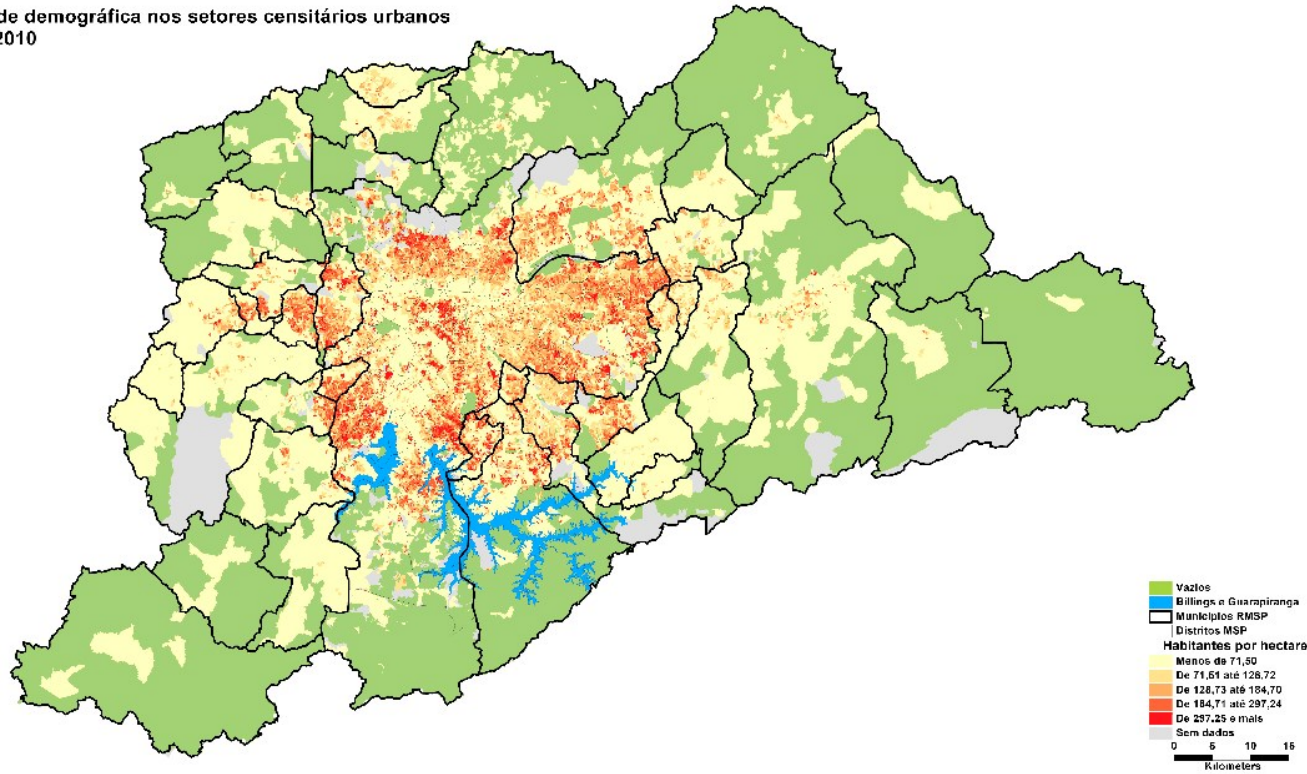 de demográfica nos setores censitários urbanos
2010
Vazios
Billings e Guarapiranga
Municípios RMSP
Distritos MSP
Habitantes por hectare
Menos de 71,50
De 71,51 até 126,72
De 128,73 até 184,70
De 184,71 até 297,24
De 297,25 e mais
Sem dados
0 5 10 15
Kilometers